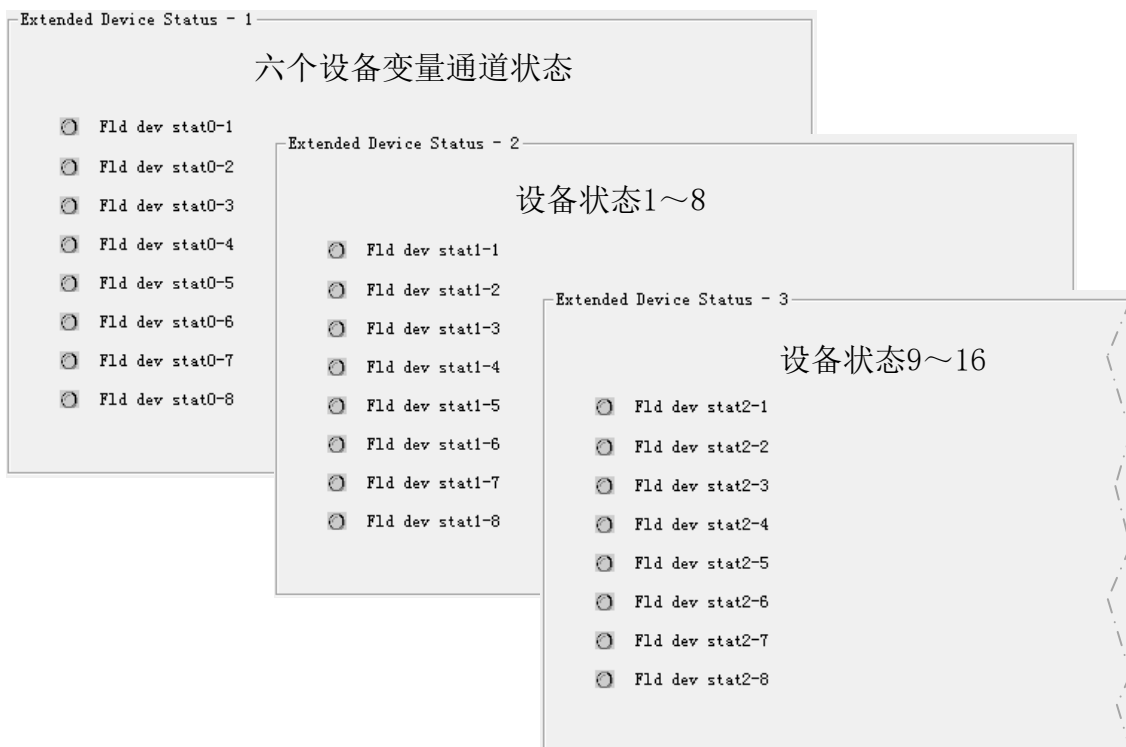 Extended Device Status - 1
六个设备变量通道状态
Fld dev stat0-1
Fld dev stat0-2
Fld dev stat0-3
Fld dev stat0-4
Fld dev stat0-5
Fld dev stat0-6
Fld dev stat0-7
Fld dev stat0-8
Extended Device Status - 2
设备状态1～8
Fld dev stat1-1
Fld dev stat1-2
Fld dev stat1-3
Fld dev stat1-4
Fld dev stat1-5
Fld dev stat1-6
Fld dev stat1-7
Fld dev stat1-8
Extended Device Status - 3
设备状态9～16
Fld dev stat2-1
Fld dev stat2-2
Fld dev stat2-3
Fld dev stat2-4
Fld dev stat2-5
Fld dev stat2-6
Fld dev stat2-7
Fld dev stat2-8